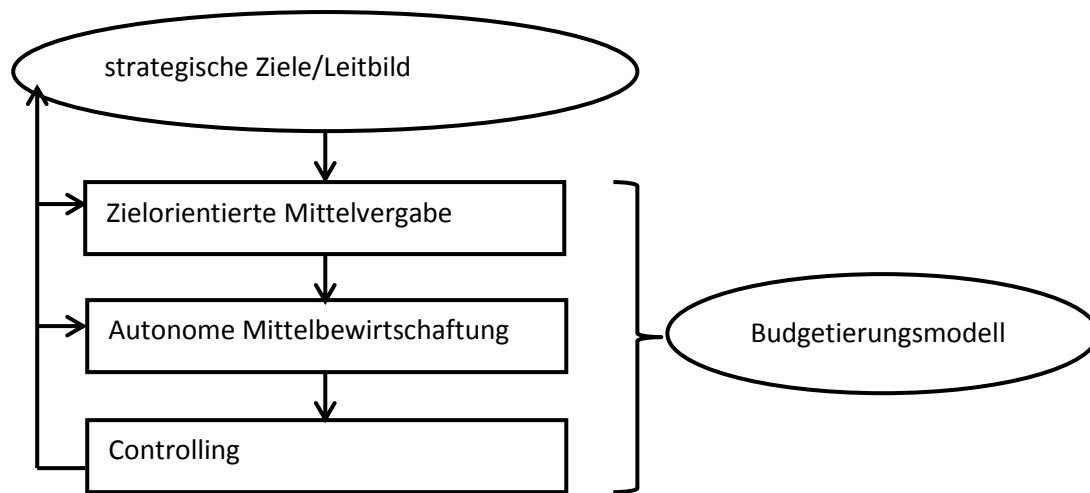 strategische Ziele/Leitbild
Zielorientierte Mittelvergabe
Autonome Mittelbewirtschaftung
Budgetierungsmodell
Controlling